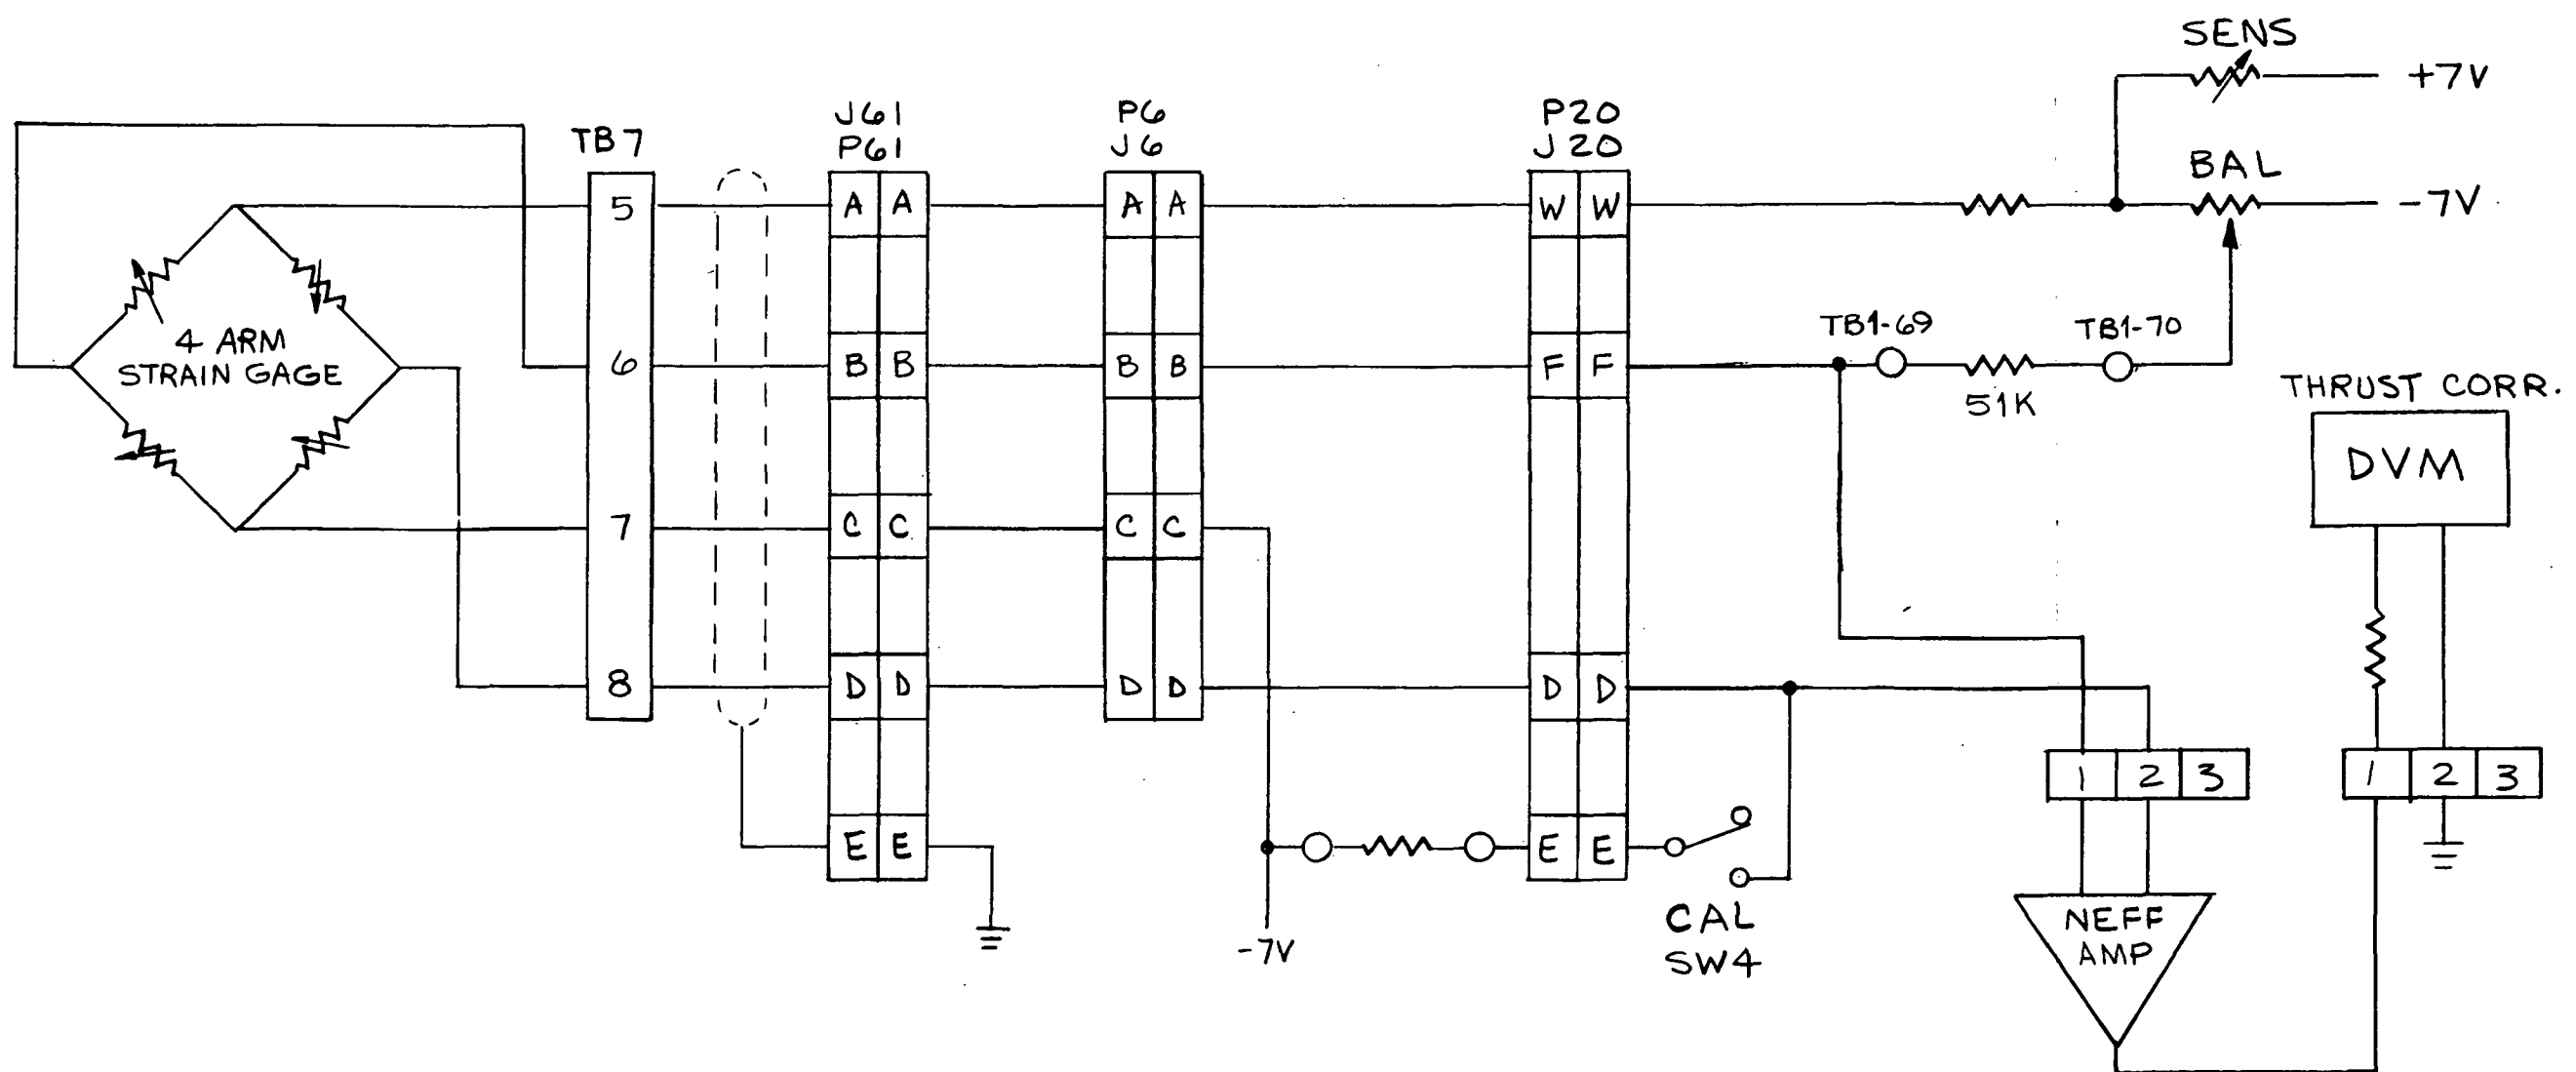 SENS
+7V
J61
P61
P6
J6
P20
J20
TB7
BAL
-7V
5
A A
A A
W W
4 ARM
STRAIN GAGE
6
B B
B B
F F
TB1-69
TB1-70
51K
THRUST CORR.
DVM
7
C C
C C
8
D D
D D
D D
1 2 3
1 2 3
E E
E E
CAL
SW4
-7V
NEFF
AMP